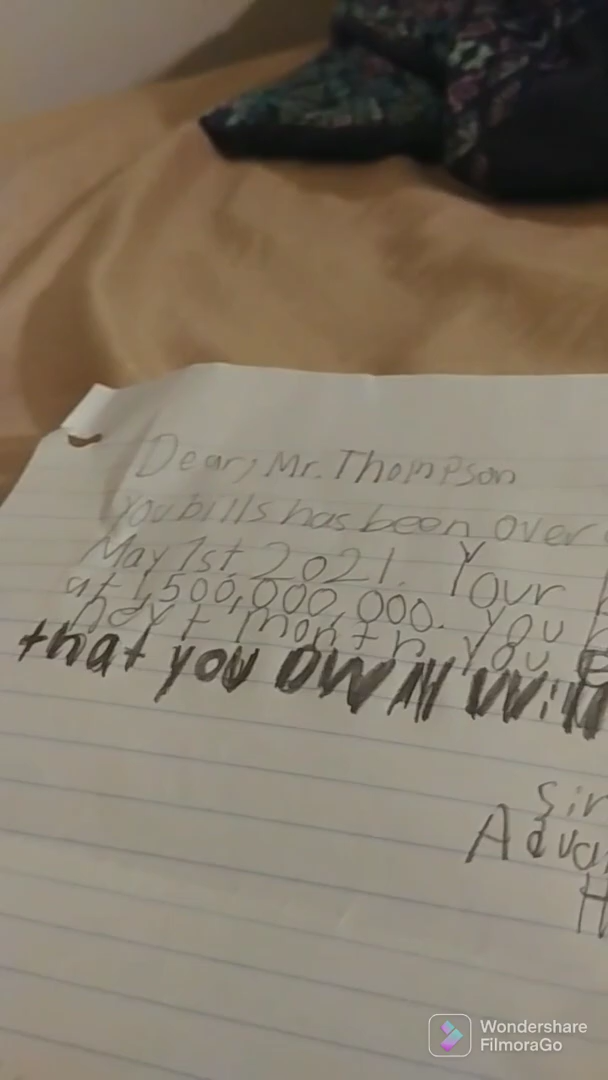 Dear, Mr. Thompson
You bills has been over
May 1st 2021. Your
at 1,500,000,000. you
next month you
that you OWN Will
Sin
Advan
H
Wondershare
FilmoraGo